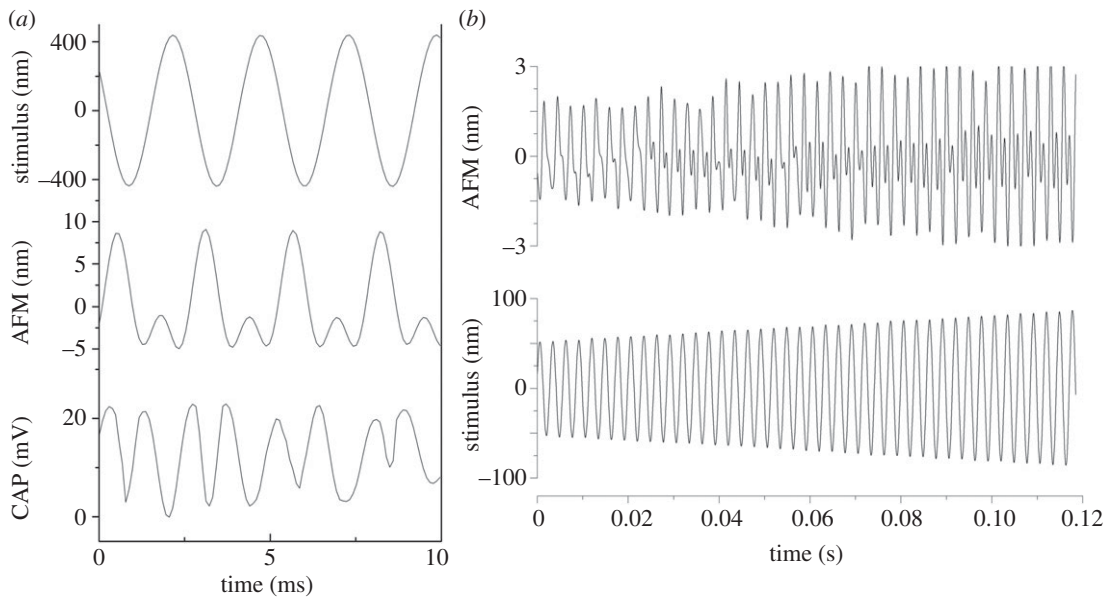 (a)
stimulus (nm)
400
0
−400
AFM (nm)
10
5
0
−5
CAP (mV)
20
0
0 5 10
time (ms)
(b)
AFM (nm)
3
0
−3
stimulus (nm)
100
0
−100
0 0.02 0.04 0.06 0.08 0.10 0.12
time (s)